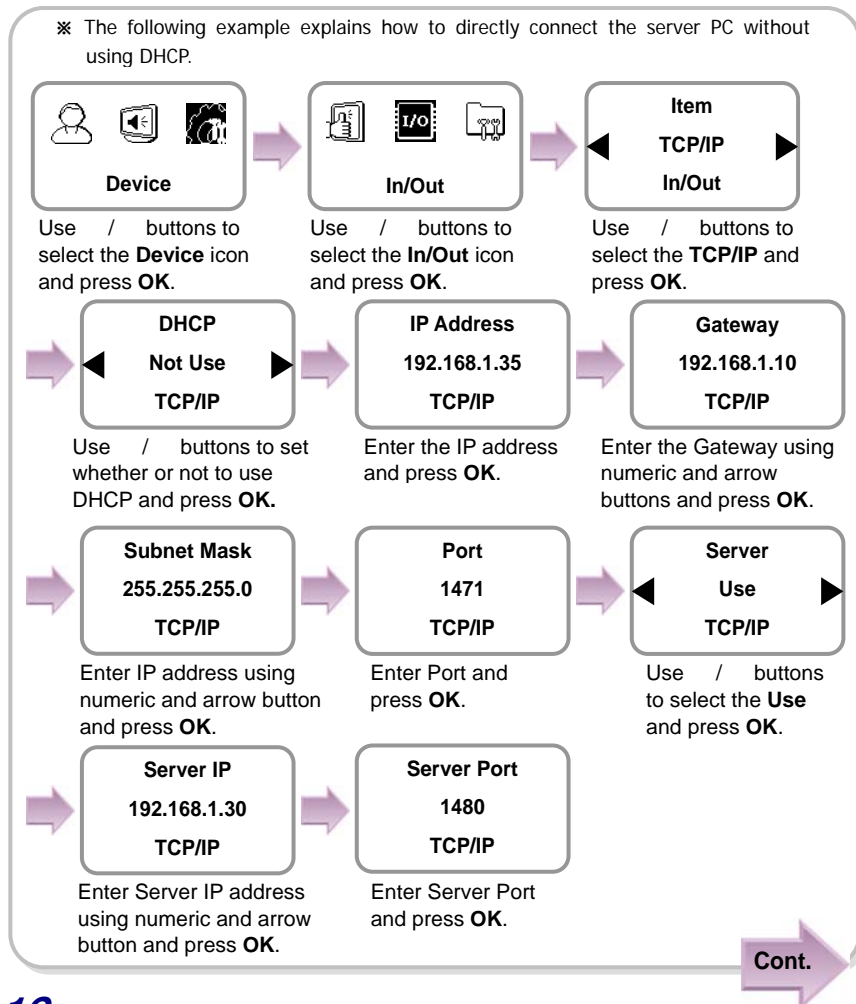 ※ The following example explains how to directly connect the server PC without
using DHCP.
I/O
Device
In/Out
Item
TCP/IP
In/Out
Use / buttons to
select the Device icon
and press OK.
Use / buttons to
select the In/Out icon
and press OK.
Use / buttons to
select the TCP/IP and
press OK.
DHCP
Not Use
TCP/IP
IP Address
192.168.1.35
TCP/IP
Gateway
192.168.1.10
TCP/IP
Use / buttons to set
whether or not to use
DHCP and press OK.
Enter the IP address
and press OK.
Enter the Gateway using
numeric and arrow
buttons and press OK.
Subnet Mask
255.255.255.0
TCP/IP
Port
1471
TCP/IP
Server
Use
TCP/IP
Enter IP address using
numeric and arrow button
and press OK.
Enter Port and
press OK.
Use / buttons
to select the Use
and press OK.
Server IP
192.168.1.30
TCP/IP
Server Port
1480
TCP/IP
Enter Server IP address
using numeric and arrow
button and press OK.
Enter Server Port
and press OK.
Cont.